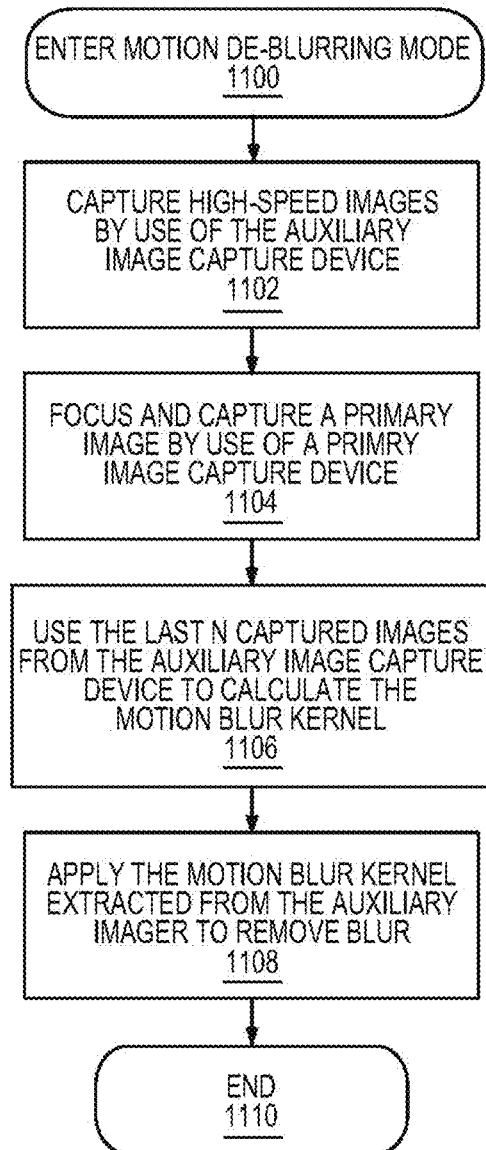 ENTER MOTION DE-BLURRING MODE
1100
CAPTURE HIGH-SPEED IMAGES
BY USE OF THE AUXILIARY
IMAGE CAPTURE DEVICE
1102
FOCUS AND CAPTURE A PRIMARY
IMAGE BY USE OF A PRIMRY
IMAGE CAPTURE DEVICE
1104
USE THE LAST N CAPTURED IMAGES
FROM THE AUXILIARY IMAGE CAPTURE
DEVICE TO CALCULATE THE
MOTION BLUR KERNEL
1106
APPLY THE MOTION BLUR KERNEL
EXTRACTED FROM THE AUXILIARY
IMAGER TO REMOVE BLUR
1108
END
1110